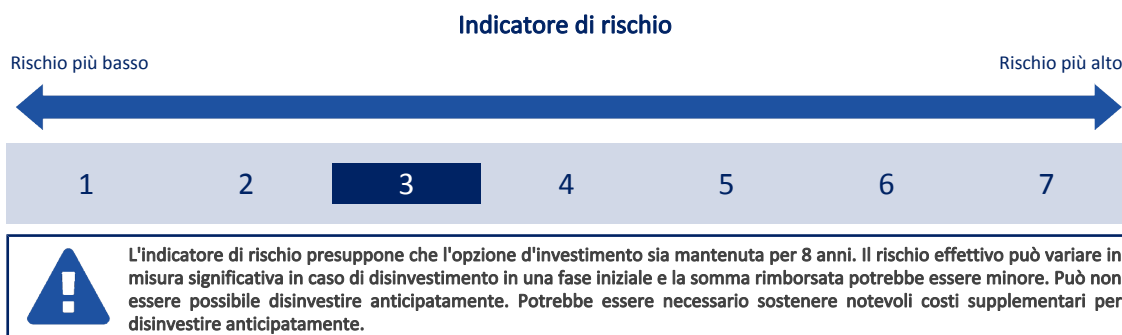 Indicatore di rischio
Rischio più basso
Rischio più alto
1 2 3 4 5 6 7
L'indicatore di rischio presuppone che l'opzione d'investimento sia mantenuta per 8 anni. Il rischio effettivo può variare in
misura significativa in caso di disinvestimento in una fase iniziale e la somma rimborsata potrebbe essere minore. Può non
essere possibile disinvestire anticipatamente. Potrebbe essere necessario sostenere notevoli costi supplementari per
disinvestire anticipatamente.